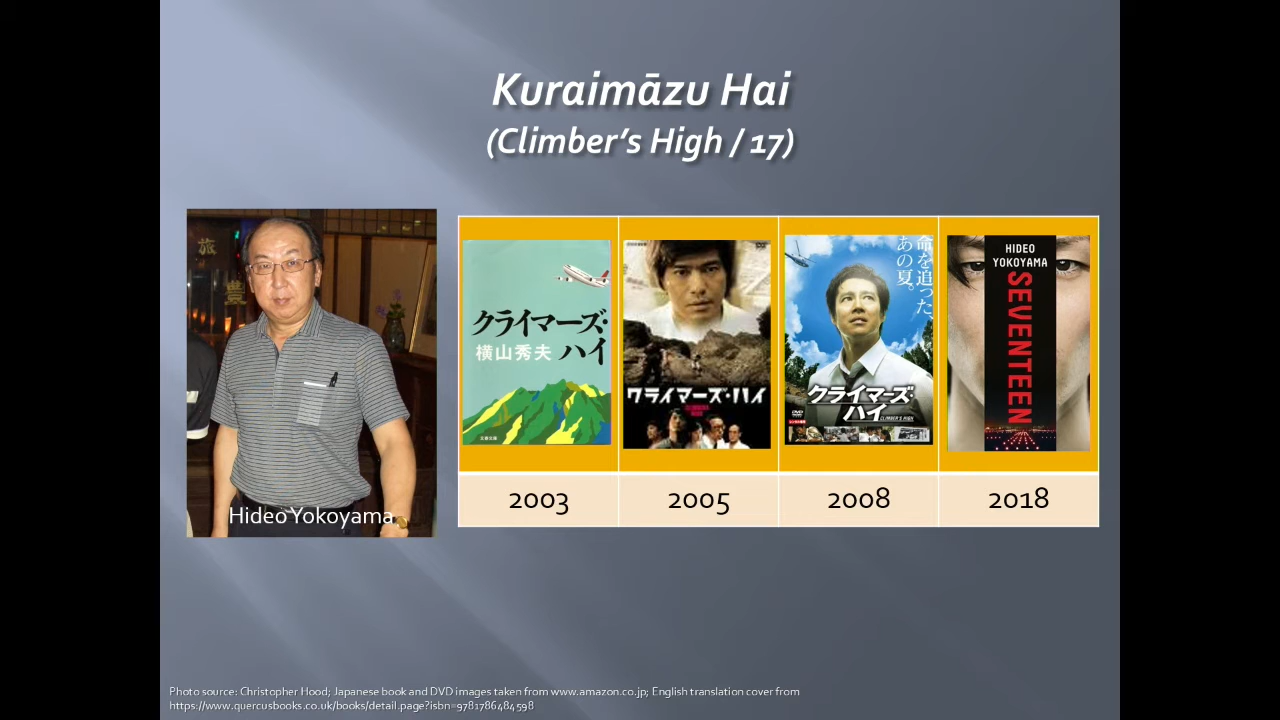 Kuraimāzu Hai
(Climber's High / 17)
旅
豊
Hideo Yokoyama
クライマーズ・
横山秀夫 ハイ
クライマーズ・ハイ
命を追った、
あの夏。
クライマーズ・
ハイ
CLIMBER'S HIGH
HIDEO
YOKOYAMA
SEVENTEEN
2003
2005
2008
2018
Photo source: Christopher Hood; Japanese book and DVD images taken from www.amazon.co.jp; English translation cover from
https://www.quercusbooks.co.uk/books/detail.page?isbn=9781786484598